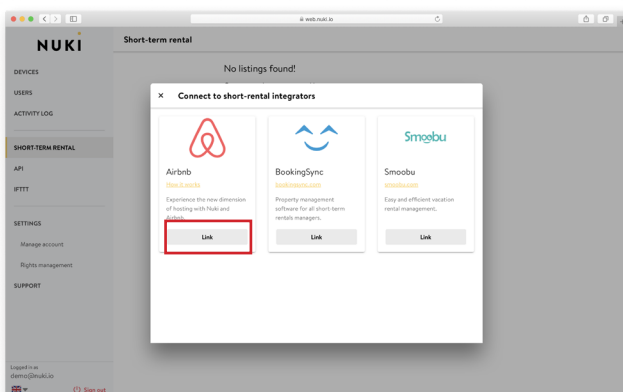 web.nuki.io
NUKI
Short-term rental
DEVICES
USERS
ACTIVITY LOG
SHORT-TERM RENTAL
API
IFTTT
SETTINGS
Manage account
Rights management
SUPPORT
Logged in as
demo@nuki.io
Sign out
No listings found!
× Connect to short-rental integrators
Airbnb
How it works
Experience the new dimension
of hosting with Nuki and
Airbnb.
Link
BookingSync
bookingsync.com
Property management
software for all short-term
rentals managers.
Link
Smoobu
Smoobu
smoobu.com
Easy and efficient vacation
rental management.
Link